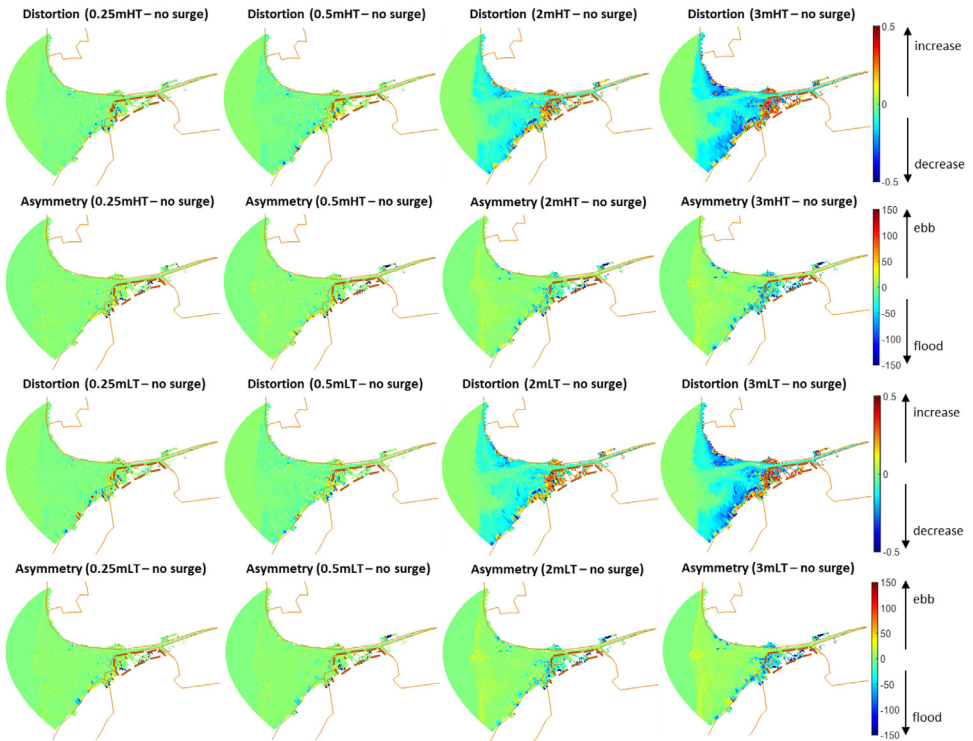 Distortion (0.25mHT – no surge)
Distortion (0.5mHT – no surge)
Distortion (2mHT – no surge)
Distortion (3mHT – no surge)
0.5
increase
0
decrease
-0.5
Asymmetry (0.25mHT – no surge)
Asymmetry (0.5mHT – no surge)
Asymmetry (2mHT – no surge)
Asymmetry (3mHT – no surge)
150
ebb
100
50
0
-50
-100
flood
-150
Distortion (0.25mLT – no surge)
Distortion (0.5mLT – no surge)
Distortion (2mLT – no surge)
Distortion (3mLT – no surge)
0.5
increase
0
decrease
-0.5
Asymmetry (0.25mLT – no surge)
Asymmetry (0.5mLT – no surge)
Asymmetry (2mLT – no surge)
Asymmetry (3mLT – no surge)
150
ebb
100
50
0
-50
-100
flood
-150